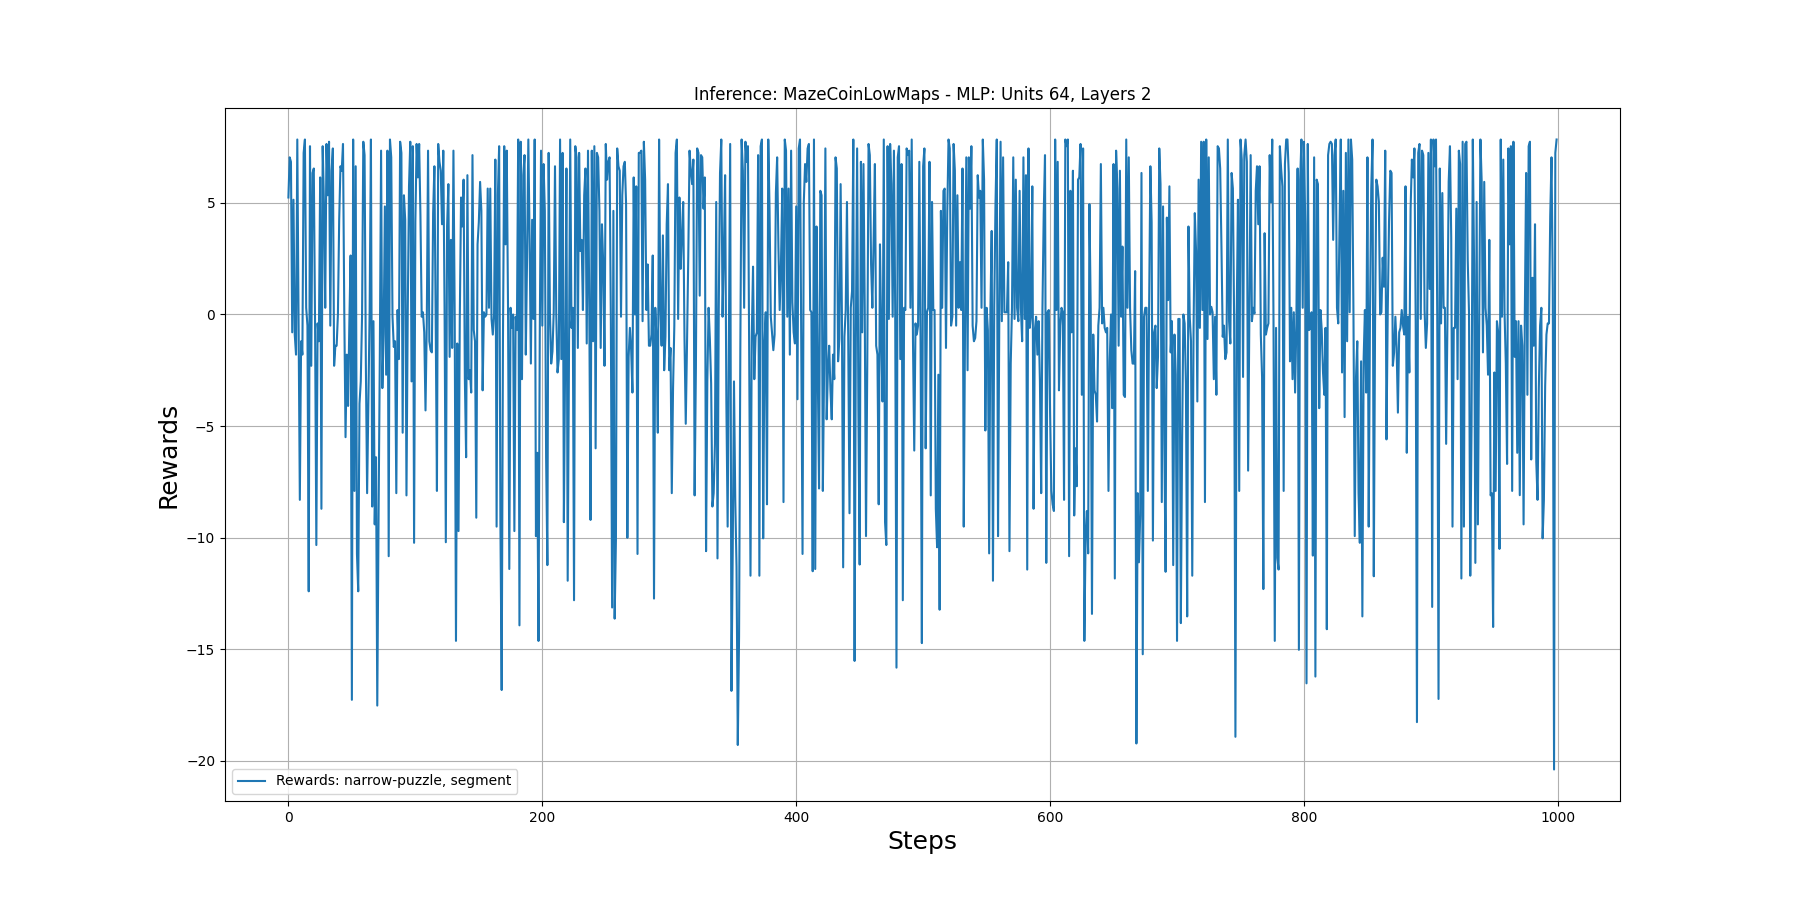 Inference: MazeCoinLowMaps - MLP: Units 64, Layers 2
Rewards
5
0
−5
−10
−15
−20
Rewards: narrow-puzzle, segment
0 200 400 600 800 1000
Steps